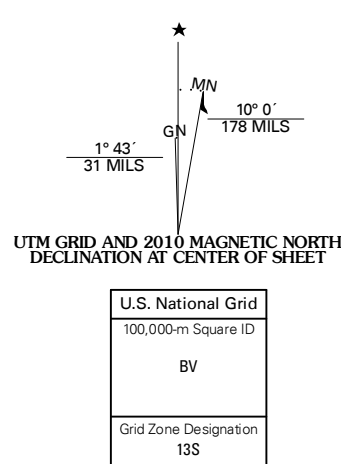 MN
GN
10° 0´
178 MILS
1° 43´
31 MILS
UTM GRID AND 2010 MAGNETIC NORTH
DECLINATION AT CENTER OF SHEET
U.S. National Grid
100,000-m Square ID
BV
Grid Zone Designation
13S